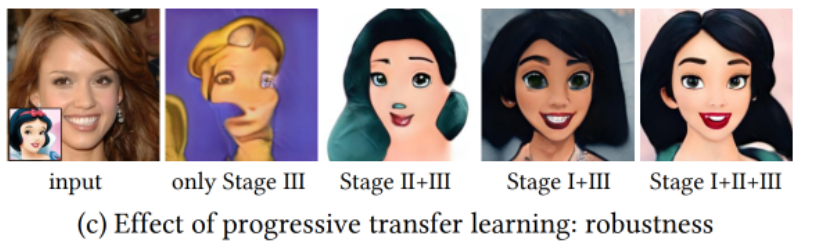 input
only Stage III
Stage II+III
Stage I+III
Stage I+II+III
(c) Effect of progressive transfer learning: robustness